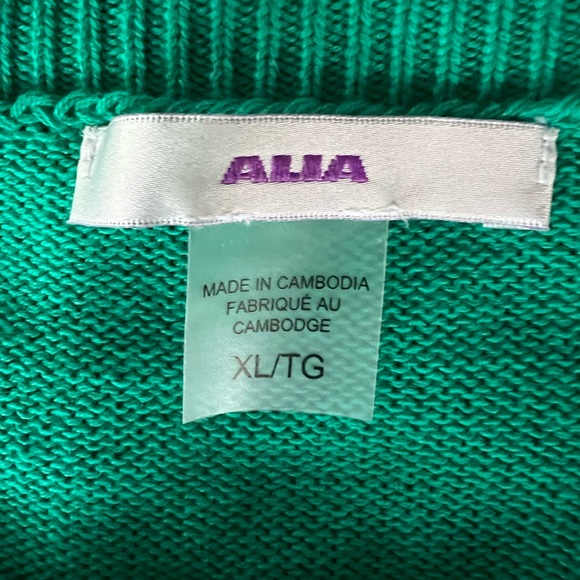 ALIA
MADE IN CAMBODIA
FABRIQUÉ AU
CAMBODGE
XL/TG